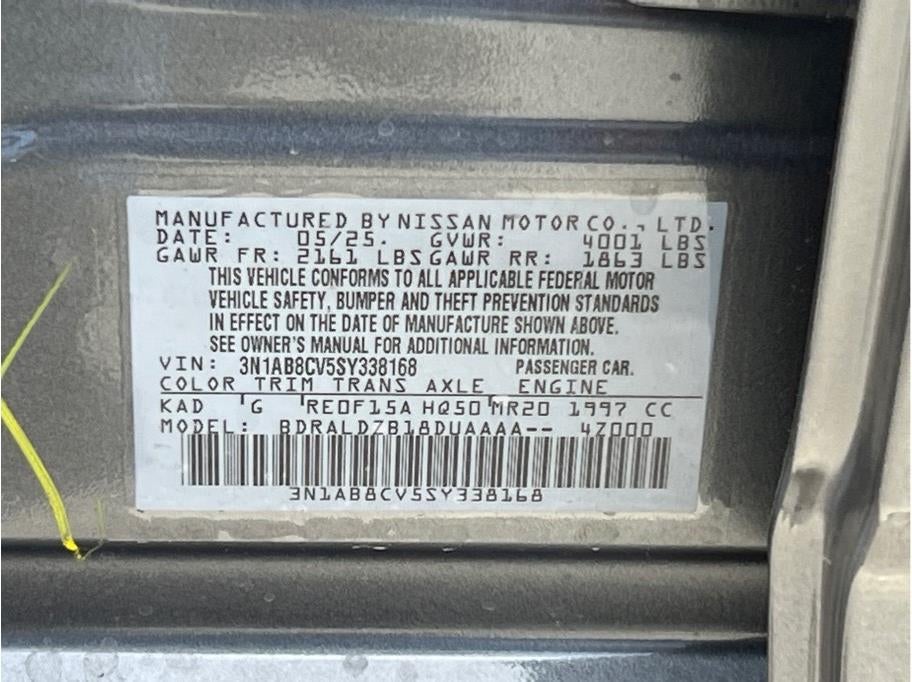 MANUFACTURED BY NISSAN MOTOR CO., LTD.
DATE: 05/25. GVWR: 4001 LBS
GAWR FR: 2161 LBS GAWR RR: 1863 LBS
THIS VEHICLE CONFORMS TO ALL APPLICABLE FEDERAL MOTOR
VEHICLE SAFETY, BUMPER AND THEFT PREVENTION STANDARDS
IN EFFECT ON THE DATE OF MANUFACTURE SHOWN ABOVE.
SEE OWNER'S MANUAL FOR ADDITIONAL INFORMATION.
VIN: 3N1AB8CV5SY338168 PASSENGER CAR.
COLOR TRIM TRANS AXLE ENGINE
KAD G RE0F15A HQ50 MR20 1997 CC
MODEL: BDRALDZB18DUAAAA-- 4Z000
3N1AB8CV5SY338168